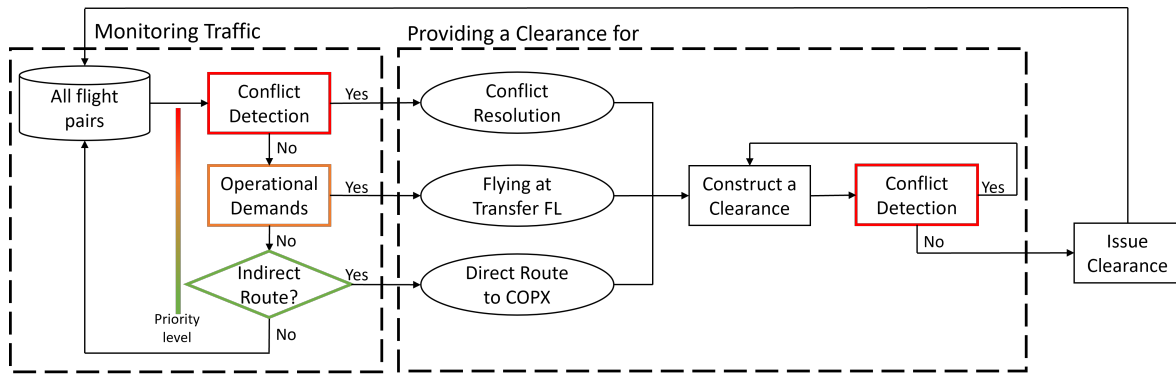 Monitoring Traffic
Providing a Clearance for
All flight
pairs
Conflict
Detection
Yes
Conflict
Resolution
No
Operational
Demands
Yes
Flying at
Transfer FL
Construct a
Clearance
Conflict
Detection
Yes
No
No
Issue
Clearance
Indirect
Route?
Yes
Direct Route
to COPX
Priority
level
No